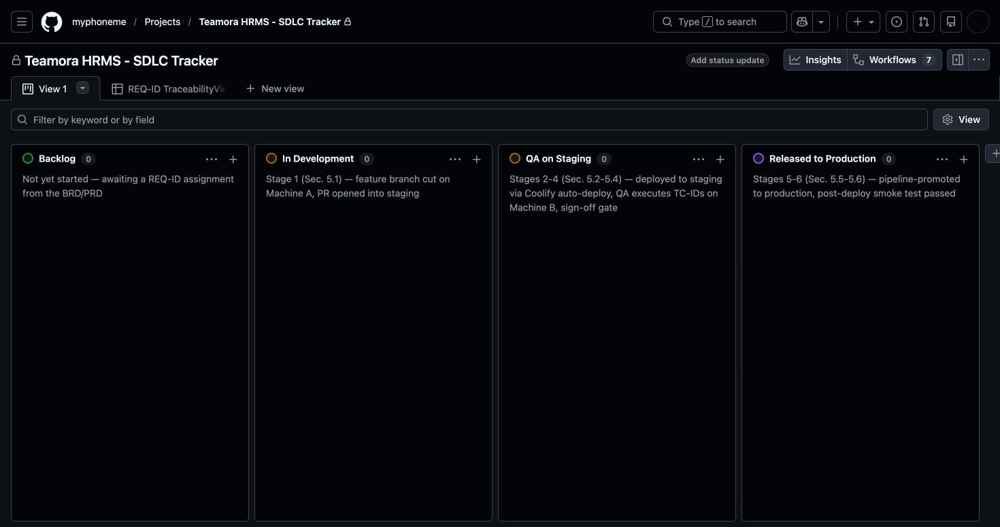 myphoneme / Projects / Teamora HRMS - SDLC Tracker
Type / to search
Teamora HRMS - SDLC Tracker
Add status update
Insights
Workflows 7
View 1
REQ-ID Traceability
New view
Filter by keyword or by field
View
Backlog 0
Not yet started — awaiting a REQ-ID assignment
from the BRD/PRD
In Development 0
Stage 1 (Sec. 5.1) — feature branch cut on
Machine A, PR opened into staging
QA on Staging 0
Stages 2-4 (Sec. 5.2-5.4) — deployed to staging
via Coolify auto-deploy, QA executes TC-IDs on
Machine B, sign-off gate
Released to Production 0
Stages 5-6 (Sec. 5.5-5.6) — pipeline-promoted
to production, post-deploy smoke test passed